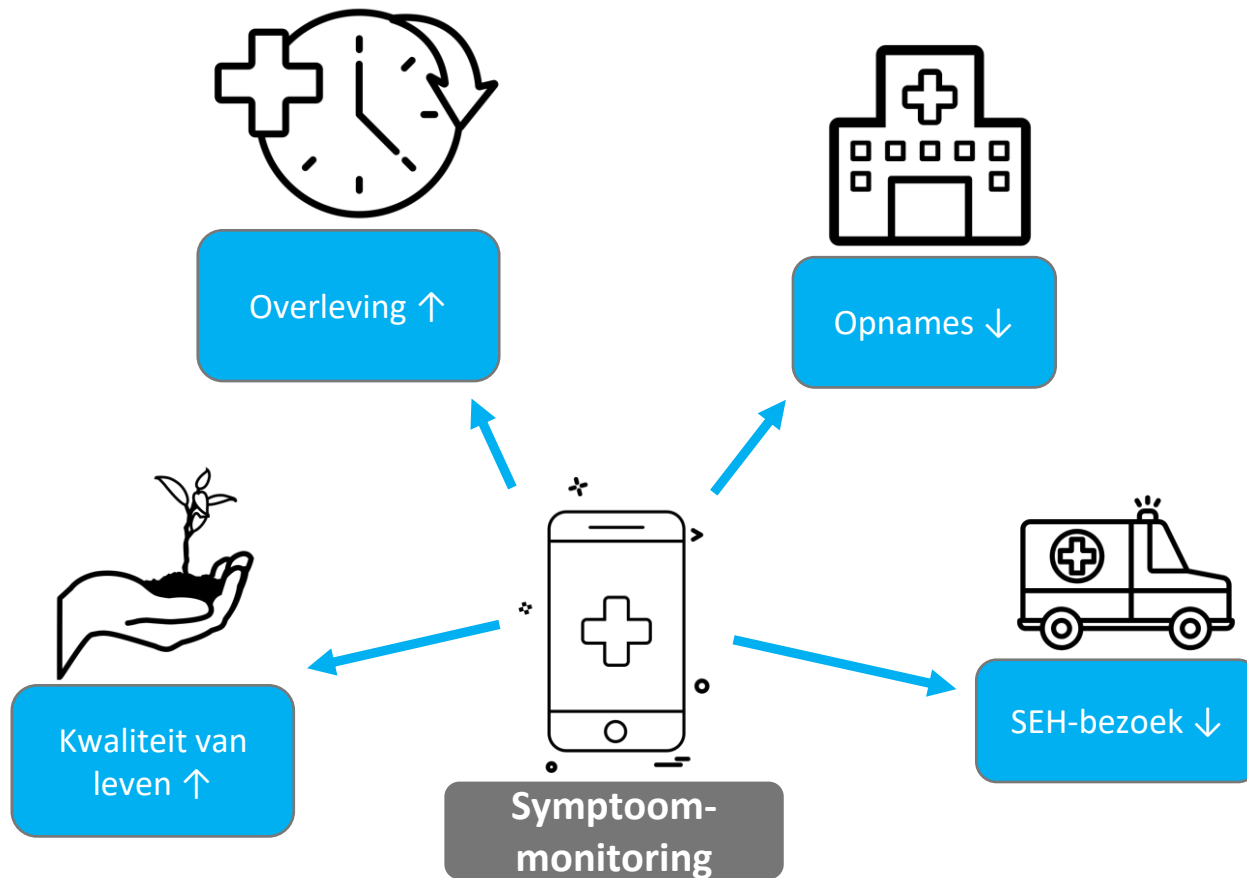 Overleving ↑
Opnames ↓
Kwaliteit van
leven ↑
SEH-bezoek ↓
Symptoom-
monitoring